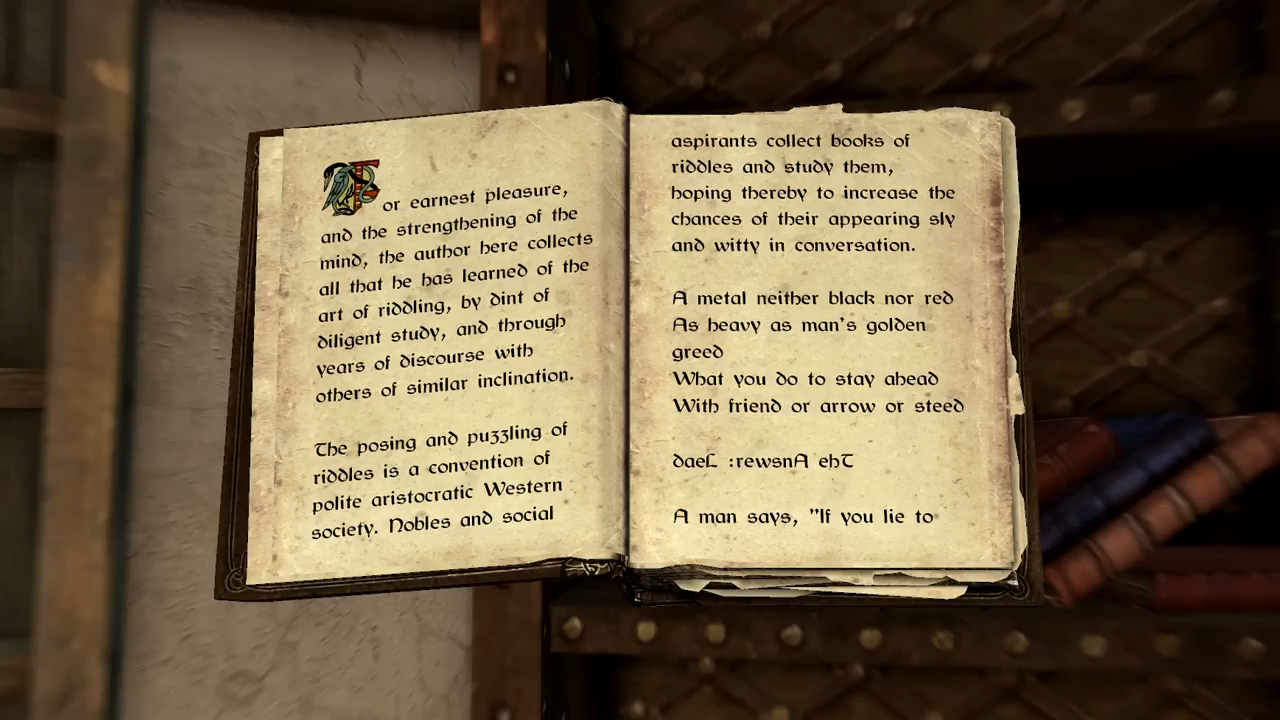 For earnest pleasure,
and the strengthening of the
mind, the author here collects
all that he has learned of the
art of riddling, by dint of
diligent study, and through
years of discourse with
others of similar inclination.
The posing and puzzling of
riddles is a convention of
polite aristocratic Western
society. Nobles and social
aspirants collect books of
riddles and study them,
hoping thereby to increase the
chances of their appearing sly
and witty in conversation.
A metal neither black nor red
As heavy as man's golden
greed
What you do to stay ahead
With friend or arrow or steed
daeL :rewsnA ehT
A man says, "If you lie to